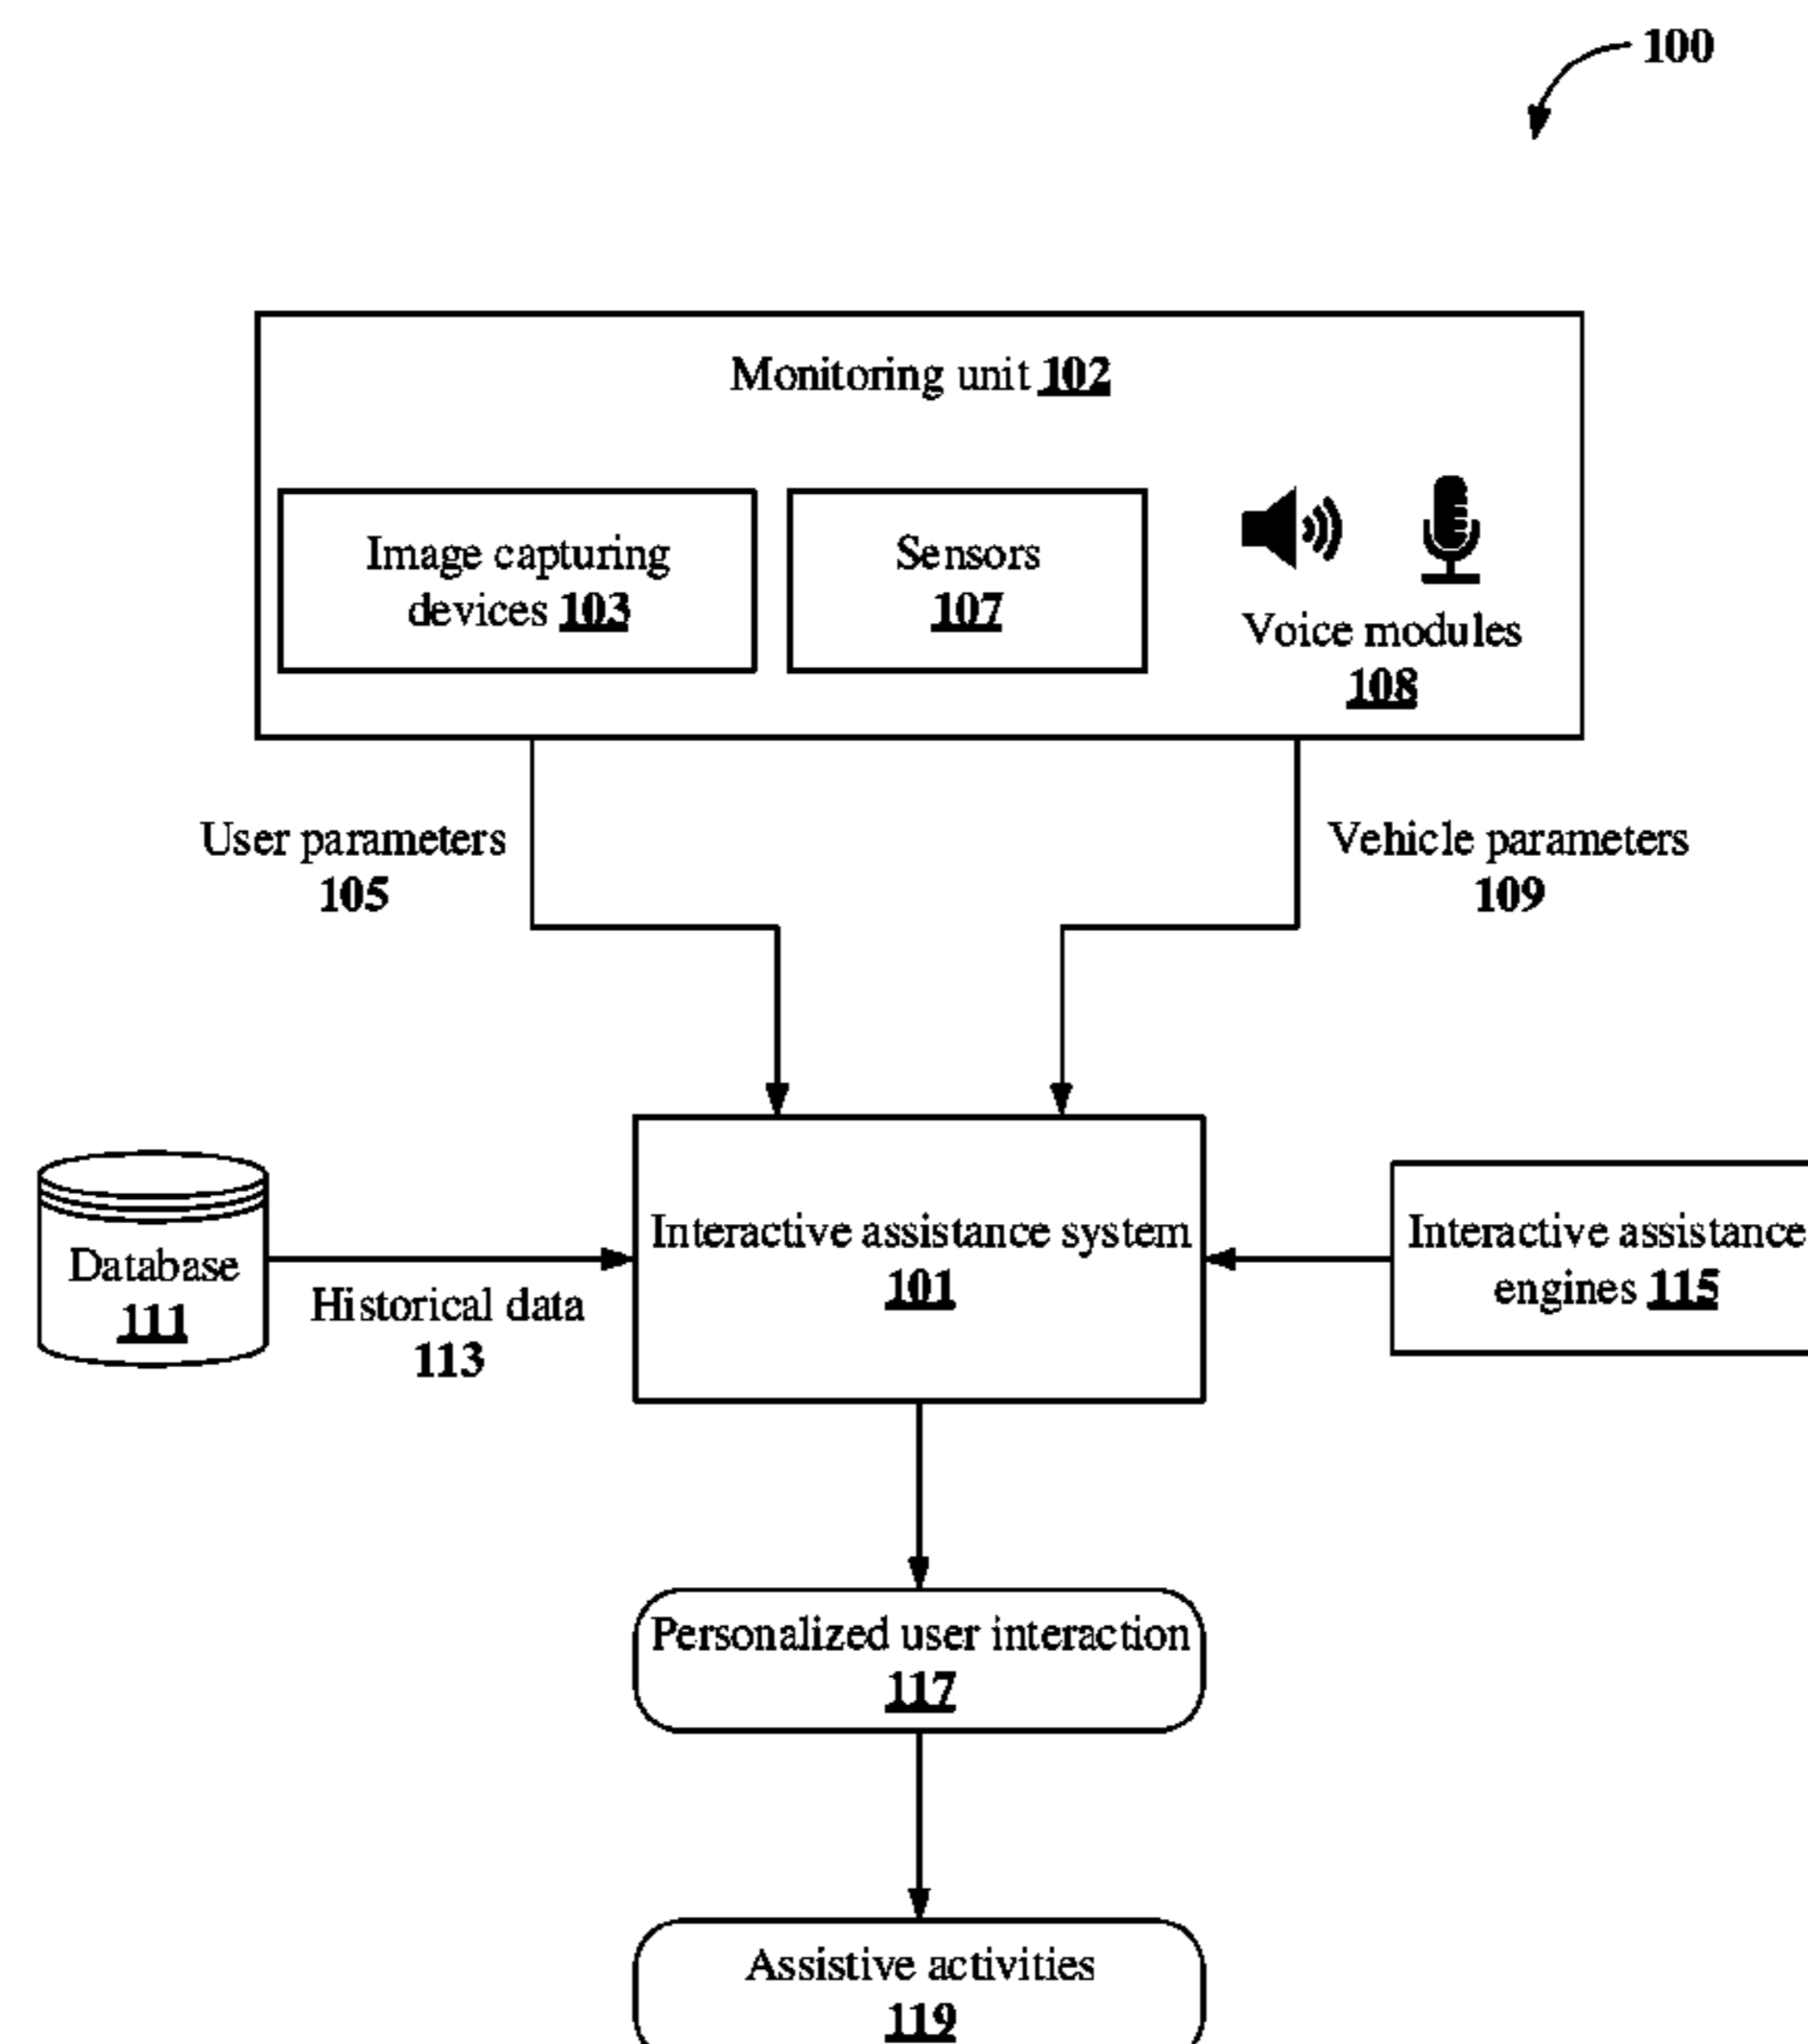 100
Monitoring unit 102
Image capturing
devices 103
Sensors
107
Voice modules
108
User parameters
105
Vehicle parameters
109
Database
111
Historical data
113
Interactive assistance system
101
Interactive assistance
engines 115
Personalized user interaction
117
Assistive activities
119